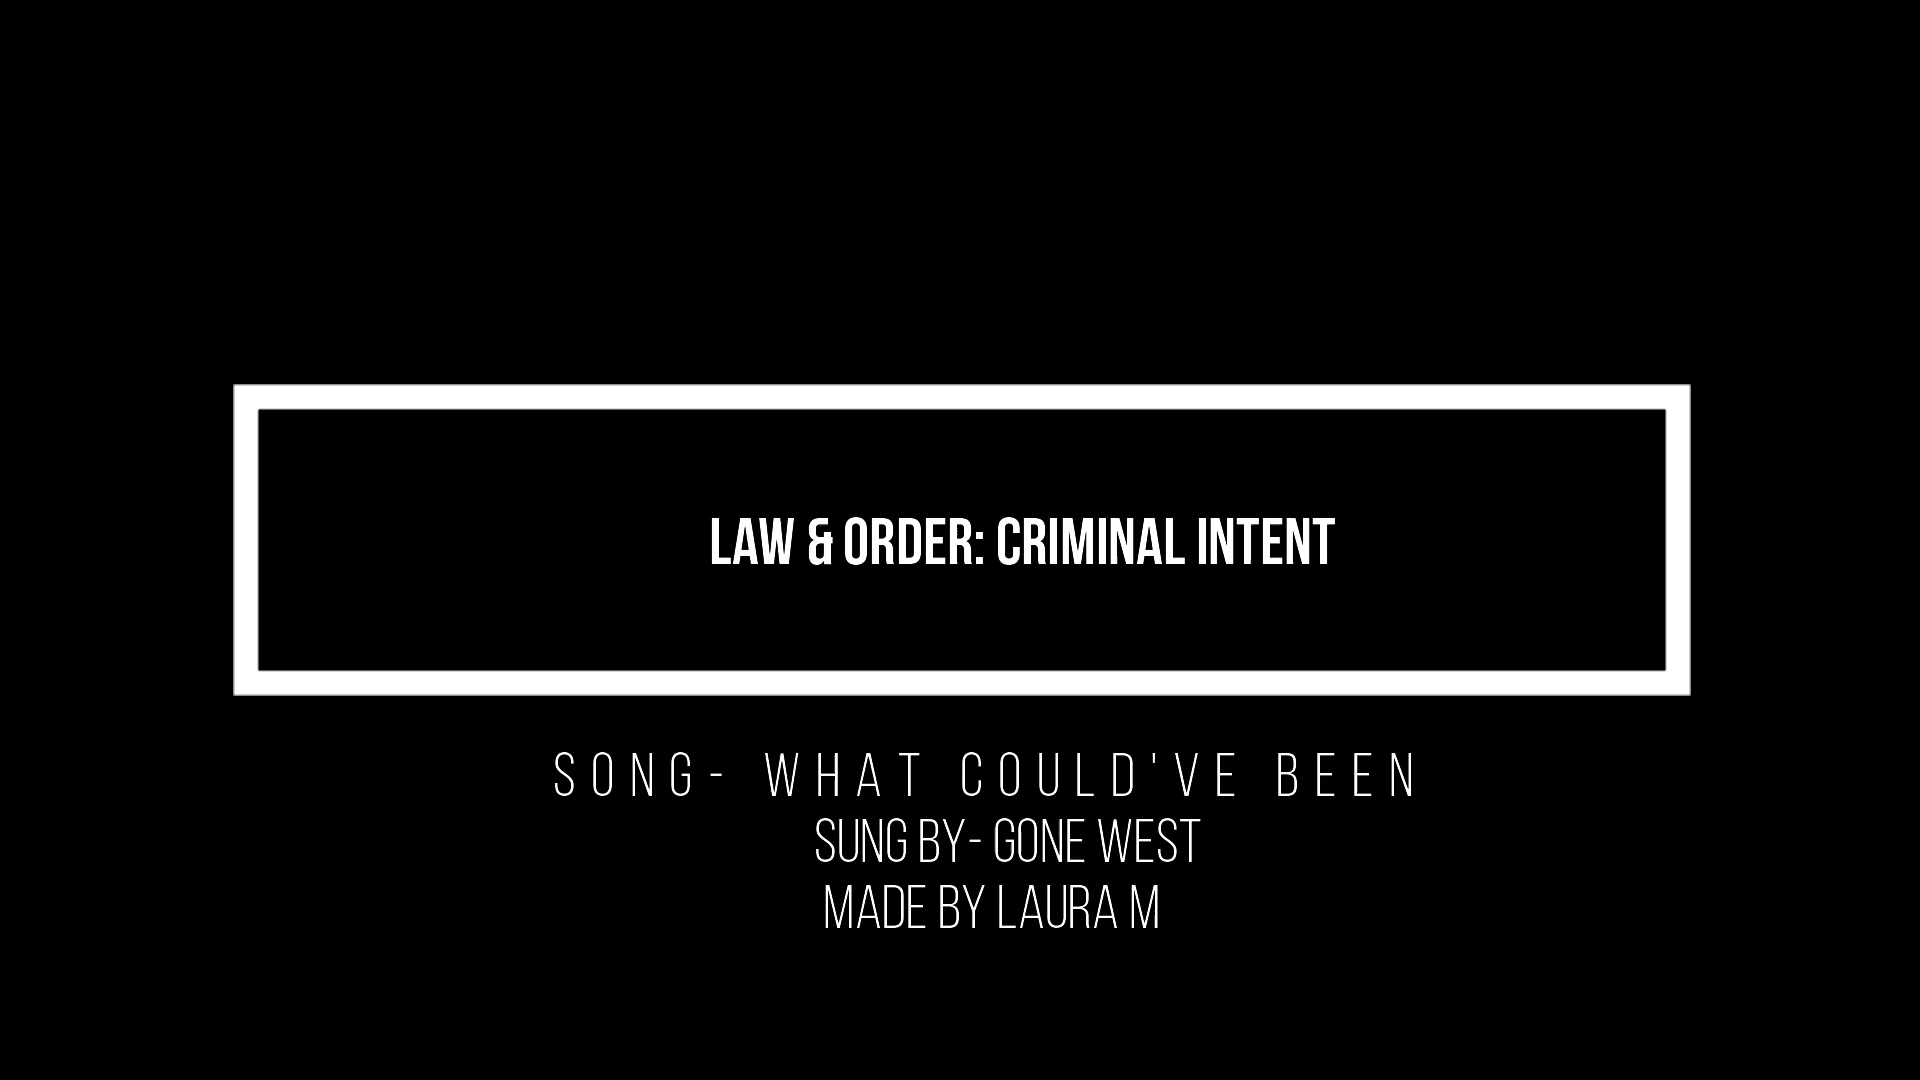 LAW & ORDER: CRIMINAL INTENT
SONG- WHAT COULD'VE BEEN
SUNG BY- GONE WEST
MADE BY LAURA M